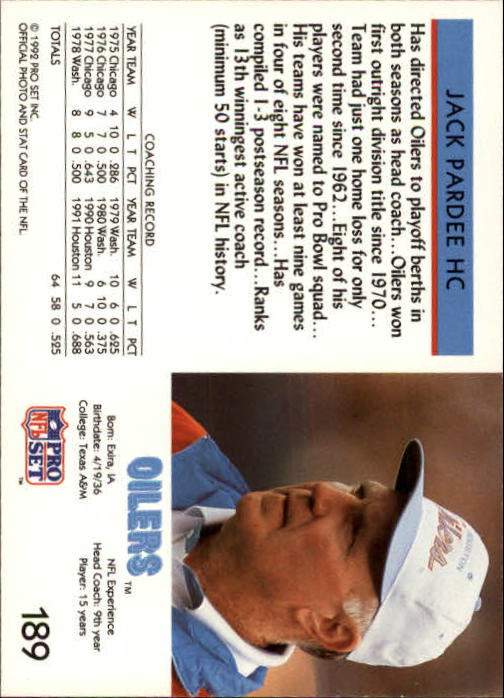 JACK PARDEE HC
Has directed Oilers to playoff berths in
both seasons as head coach...Oilers won
first outright division title since 1970...
Team had just one home loss for only
second time since 1962...Eight of his
players were named to Pro Bowl squad...
His teams have won at least nine games
in four of eight NFL seasons...Has
compiled 1-3 postseason record...Ranks
as 13th winningest active coach
(minimum 50 starts) in NFL history.
COACHING RECORD
YEAR TEAM W L T PCT YEAR TEAM W L T PCT
1975 Chicago 4 10 0 .286 1979 Wash. 10 6 0 .625
1976 Chicago 7 7 0 .500 1980 Wash. 6 10 0 .375
1977 Chicago 9 5 0 .643 1990 Houston 9 7 0 .563
1978 Wash. 8 8 0 .500 1991 Houston 11 5 0 .688
TOTALS 64 58 0 .525
© 1992 PRO SET INC.
OFFICIAL PHOTO AND STAT CARD OF THE NFL.
HOUSTON
Oilers
OILERS™
Born: Exira, IA
Birthdate: 4/19/36
College: Texas A&M
NFL Experience
Head Coach: 9th year
Player: 15 years
PRO
NFL
SET™
189